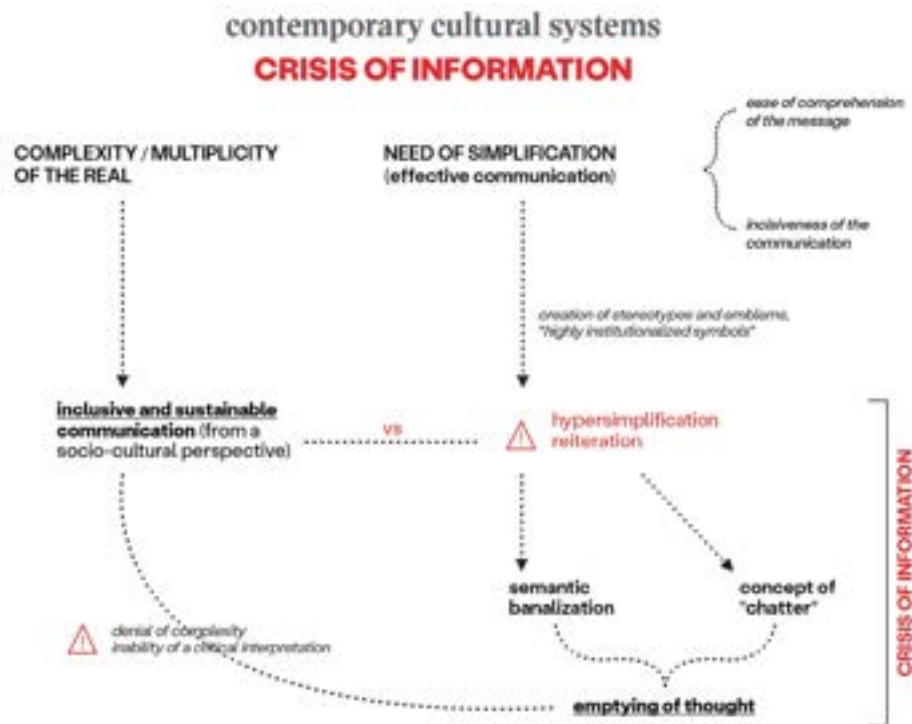 contemporary cultural systems
CRISIS OF INFORMATION
COMPLEXITY / MULTIPLICITY
OF THE REAL
NEED OF SIMPLIFICATION
(effective communication)
ease of comprehension
of the message
incisiveness of the
communication
creation of stereotypes and emblems,
"highly institutionalized symbols"
inclusive and sustainable
communication (from a
socio-cultural perspective)
vs
hypersimplification
reiteration
semantic
banalization
concept of
"chatter"
denial of complexity
inability of a critical interpretation
emptying of thought
CRISIS OF INFORMATION